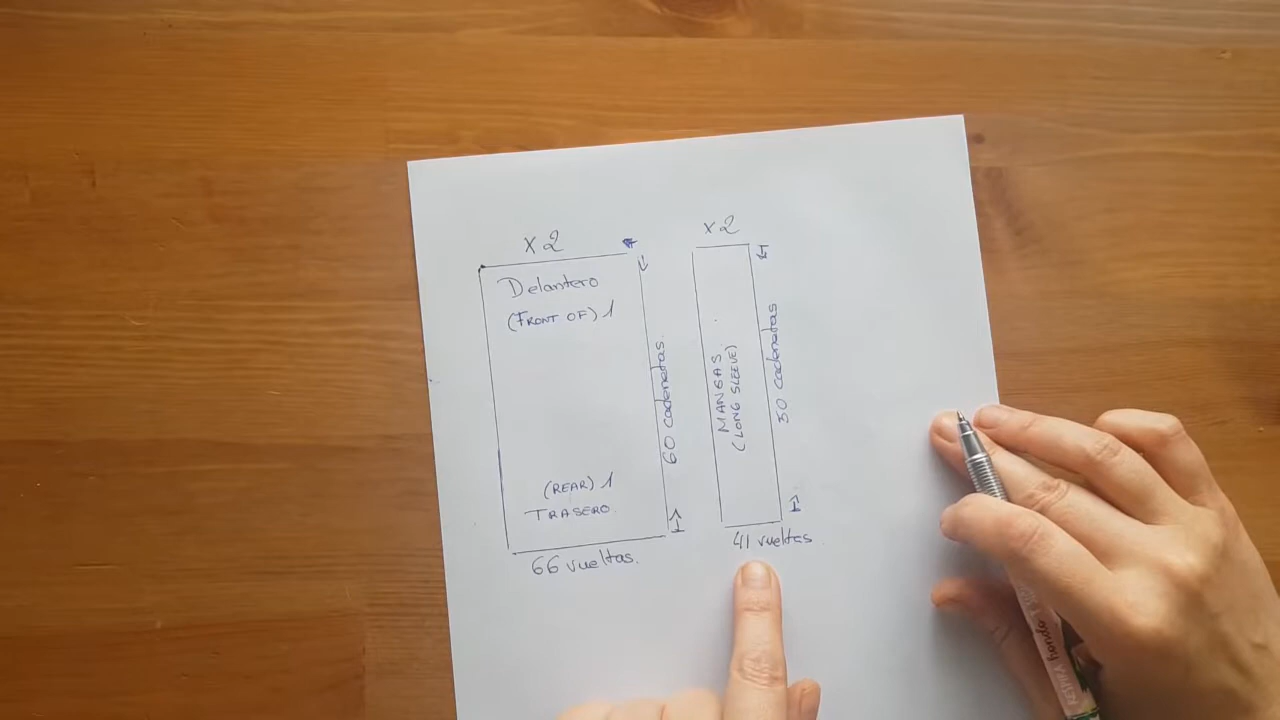 x 2
Delantero
(FRONT OF) 1
(REAR) 1
TRASERO.
60 cadenetas.
66 vueltas.
x 2
MANGAS
(LONG SLEEVE)
50 cadenetas
41 vueltas.